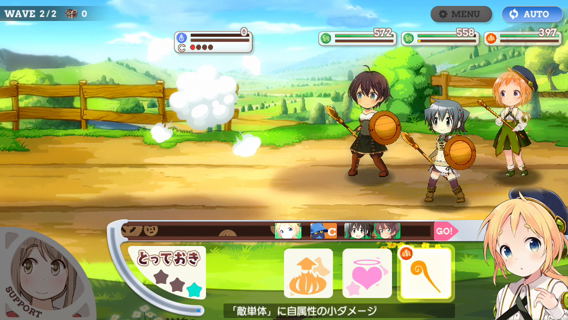 WAVE 2/2 0
MENU
AUTO
0
C
572
558
397
C
GO!
とっておき
SUPPORT
「敵単体」に自属性の小ダメージ